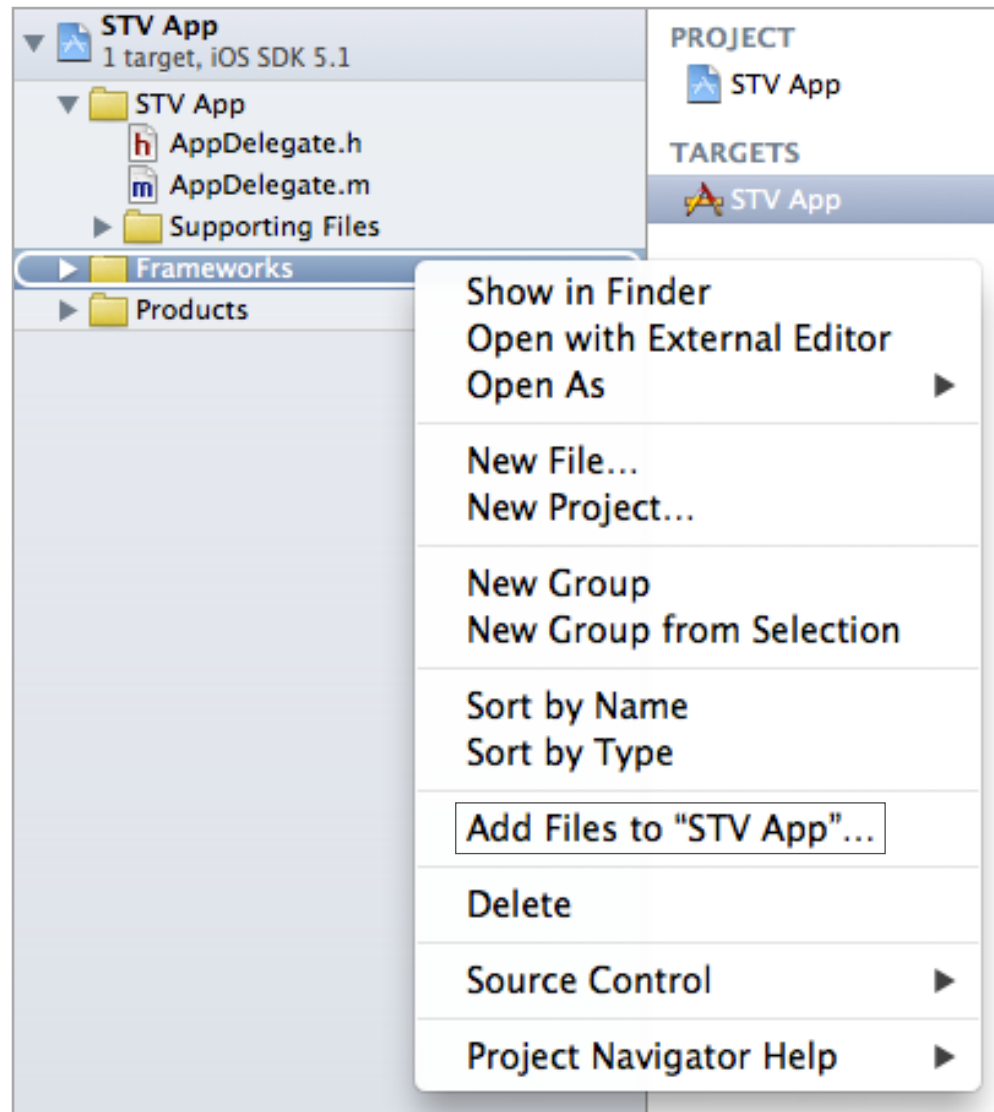 STV App
1 target, iOS SDK 5.1
STV App
h AppDelegate.h
m AppDelegate.m
Supporting Files
Frameworks
Products
PROJECT
STV App
TARGETS
STV App
Show in Finder
Open with External Editor
Open As
New File...
New Project...
New Group
New Group from Selection
Sort by Name
Sort by Type
Add Files to “STV App”...
Delete
Source Control
Project Navigator Help